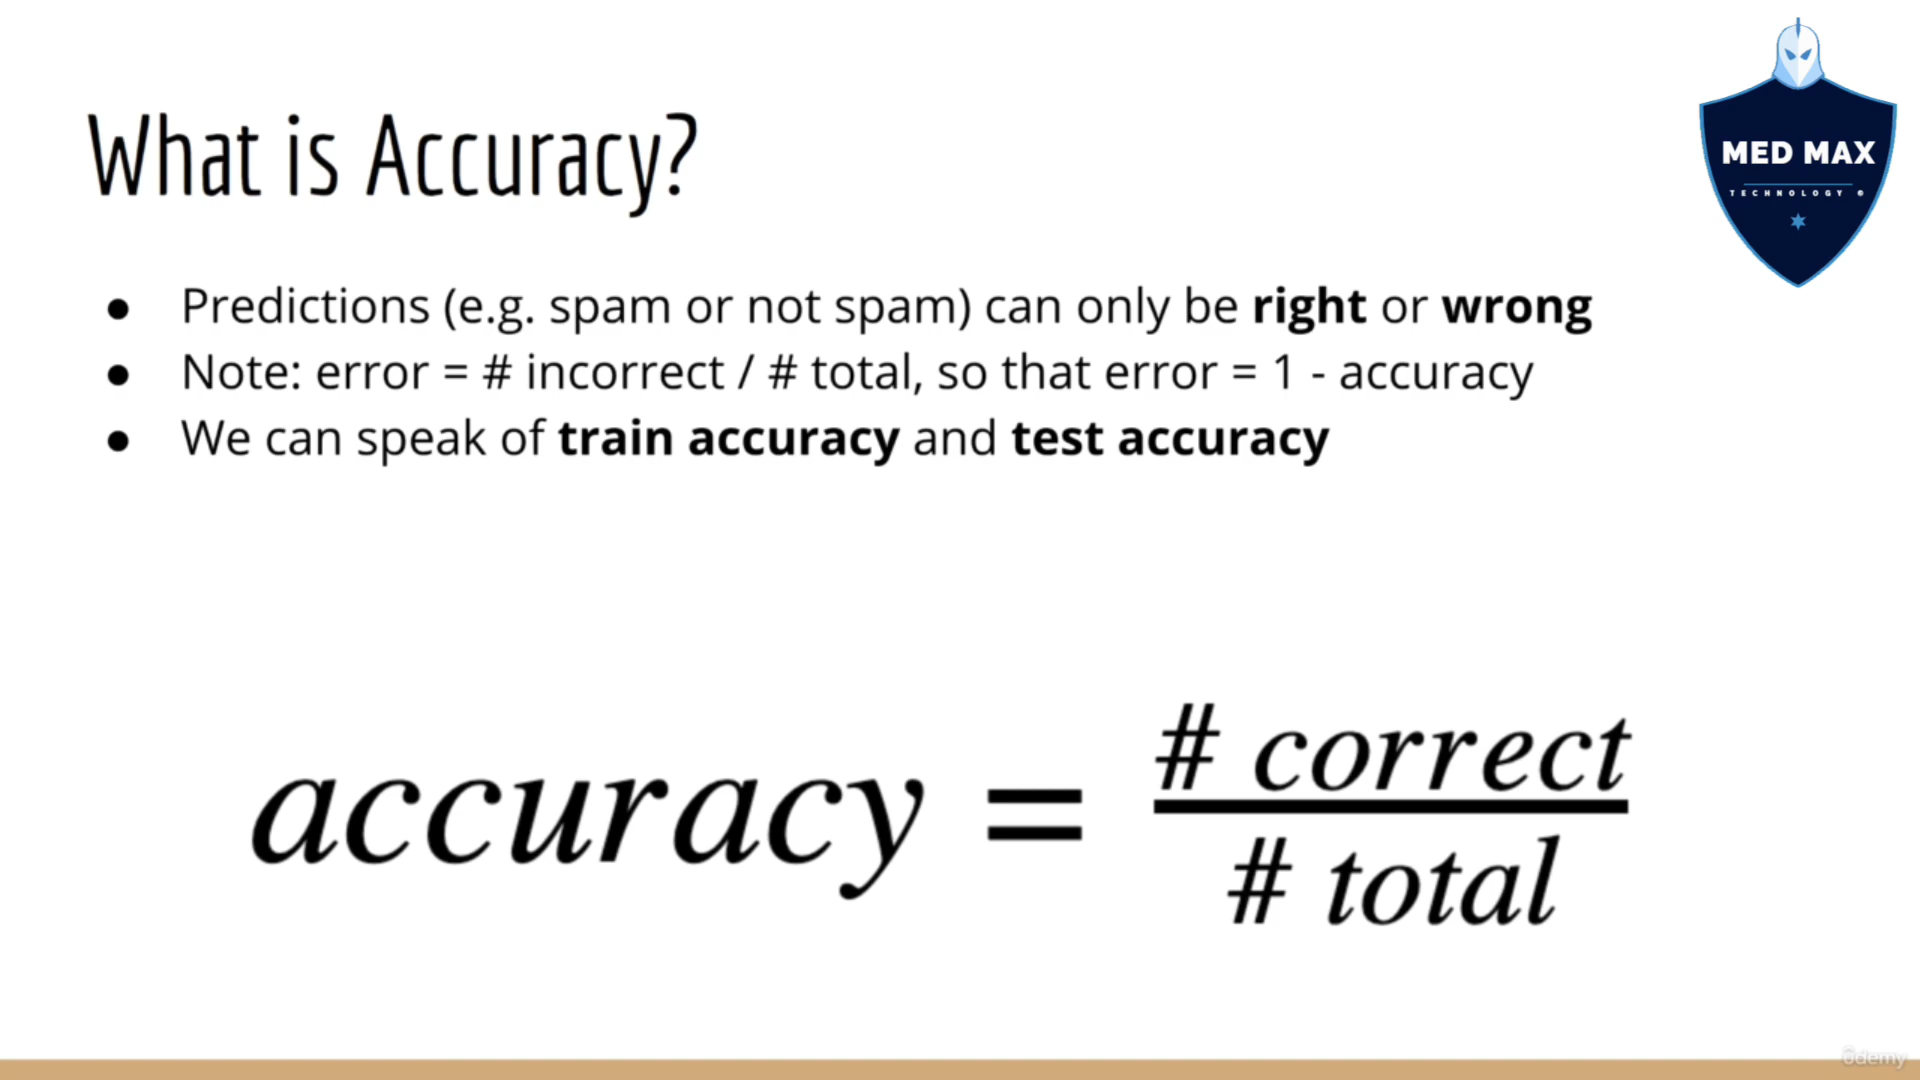 What is Accuracy?
MED MAX
TECHNOLOGY
● Predictions (e.g. spam or not spam) can only be right or wrong
● Note: error = # incorrect / # total, so that error = 1 - accuracy
● We can speak of train accuracy and test accuracy
accuracy = # correct
# total
ûdemy